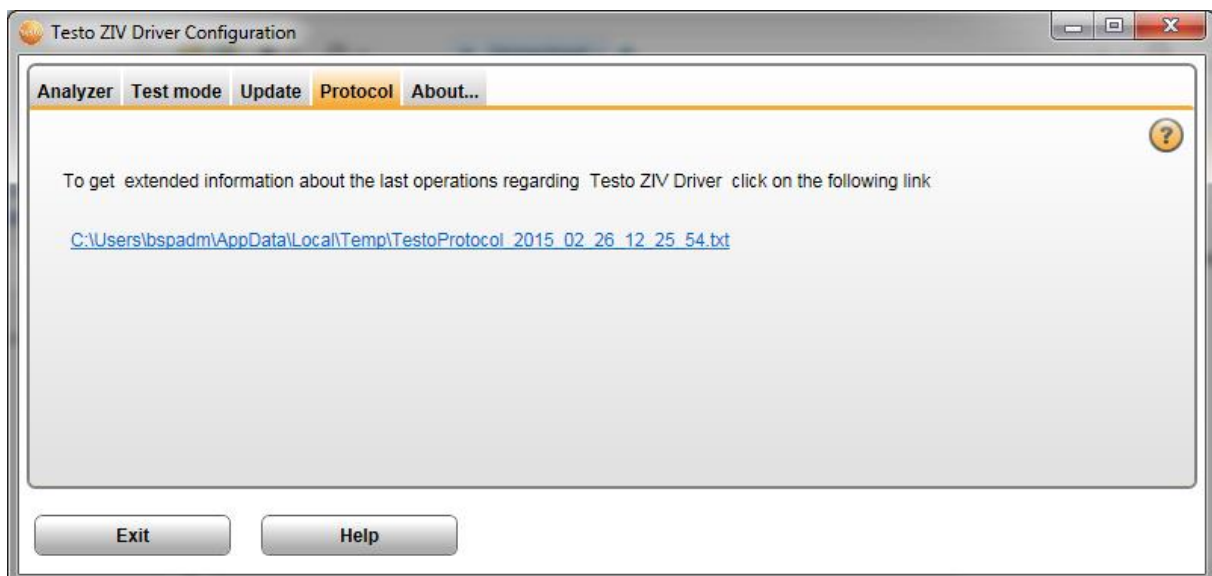 Testo ZIV Driver Configuration
Analyzer Test mode Update Protocol About...
?
To get extended information about the last operations regarding Testo ZIV Driver click on the following link
C:\Users\bspadm\AppData\Local\Temp\TestoProtocol_2015_02_26_12_25_54.txt
Exit Help